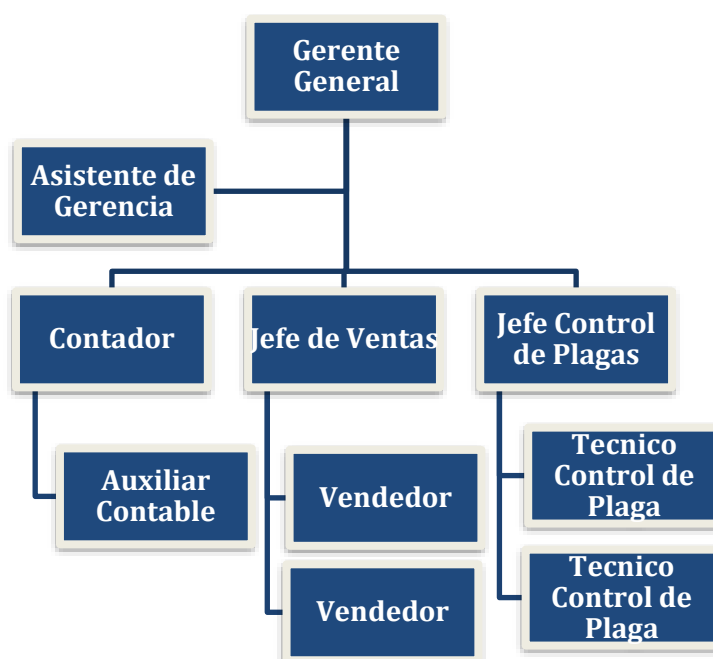 Gerente
General
Asistente de
Gerencia
Contador
Jefe de Ventas
Jefe Control
de Plagas
Auxiliar
Contable
Vendedor
Vendedor
Tecnico
Control de
Plaga
Tecnico
Control de
Plaga